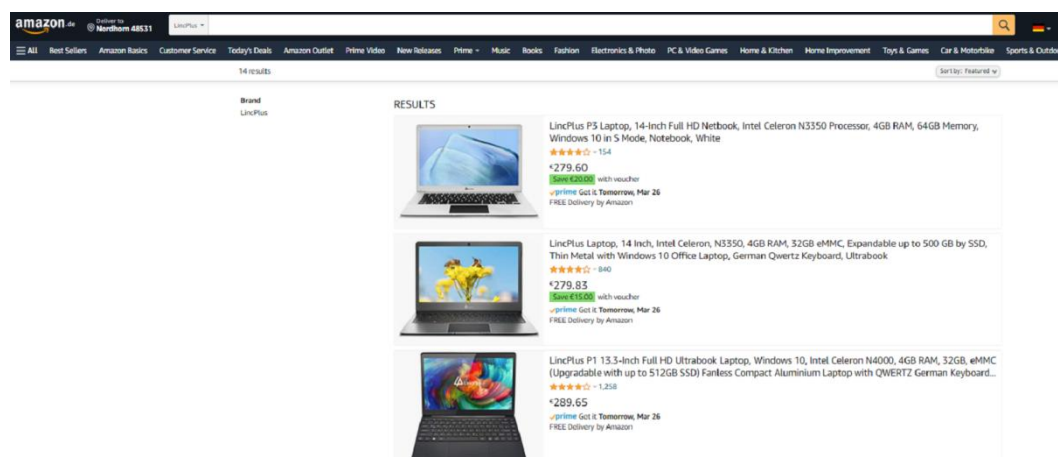 amazon.de
Deliver to
Nordhorn 48531
LincPlus
All Best Sellers Amazon Basics Customer Service Today's Deals Amazon Outlet Prime Video New Releases Prime Music Books Fashion Electronics & Photo PC & Video Games Home & Kitchen Home Improvement Toys & Games Car & Motorbike Sports & Outdo
14 results
Sort by: Featured
Brand
LincPlus
RESULTS
LincPlus P3 Laptop, 14-Inch Full HD Netbook, Intel Celeron N3350 Processor, 4GB RAM, 64GB Memory,
Windows 10 in S Mode, Notebook, White
154
€279.60
Save €20.00 with voucher
prime Get it Tomorrow, Mar 26
FREE Delivery by Amazon
LincPlus Laptop, 14 Inch, Intel Celeron, N3350, 4GB RAM, 32GB eMMC, Expandable up to 500 GB by SSD,
Thin Metal with Windows 10 Office Laptop, German Qwertz Keyboard, Ultrabook
840
€279.83
Save €15.00 with voucher
prime Get it Tomorrow, Mar 26
FREE Delivery by Amazon
LincPlus P1 13.3-Inch Full HD Ultrabook Laptop, Windows 10, Intel Celeron N4000, 4GB RAM, 32GB, eMMC
(Upgradable with up to 512GB SSD) Fanless Compact Aluminium Laptop with QWERTZ German Keyboard...
1,258
€289.65
prime Get it Tomorrow, Mar 26
FREE Delivery by Amazon